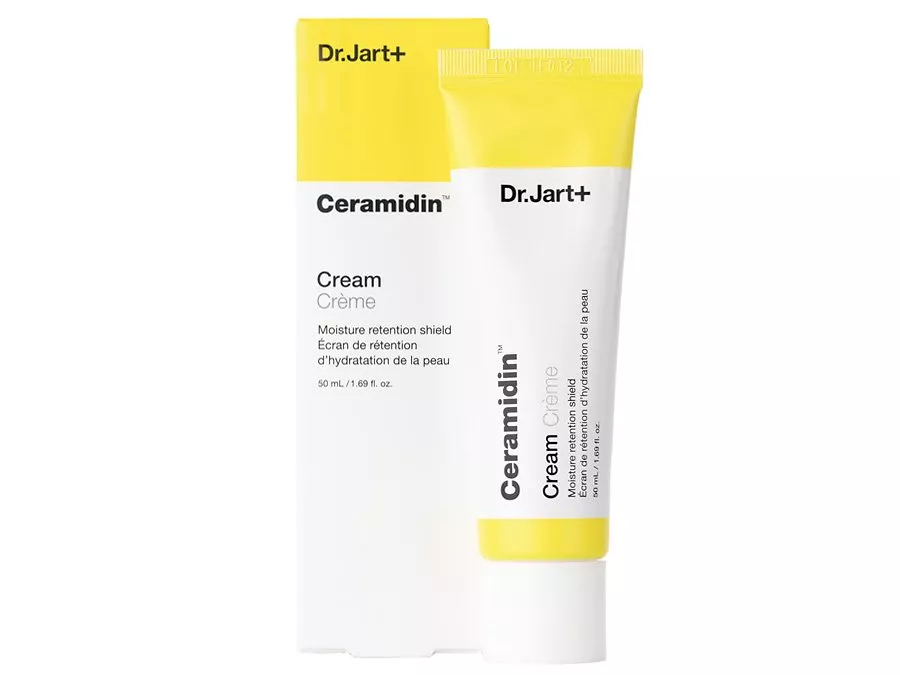 Dr.Jart+
Ceramidin™
Cream
Crème
Moisture retention shield
Écran de rétention
d'hydratation de la peau
50 mL / 1.69 fl. oz.
Dr.Jart+
Ceramidin™
Cream Crème
Moisture retention shield
Écran de rétention d'hydratation de la peau
50 mL / 1.69 fl. oz.